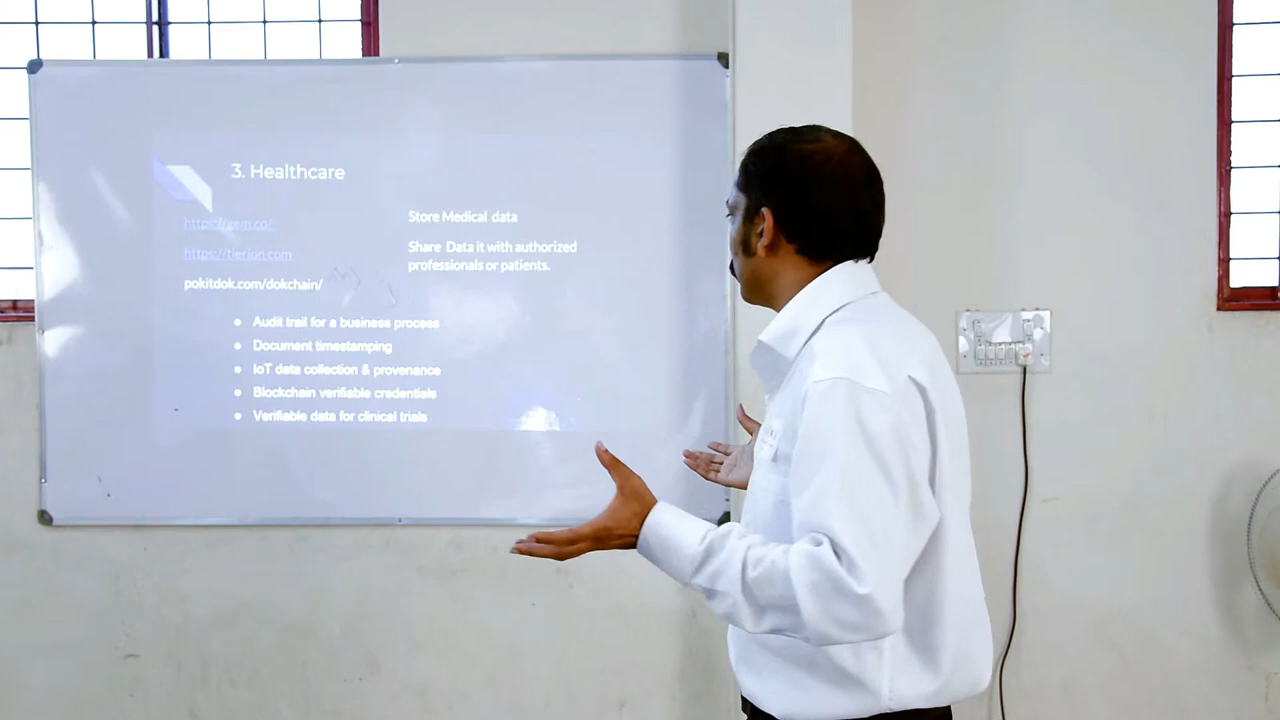 3. Healthcare
https://gem.co/
https://tierion.com
pokitdok.com/dokchain/
Store Medical data
Share Data it with authorized
professionals or patients.
Audit trail for a business process
Document timestamping
IoT data collection & provenance
Blockchain verifiable credentials
Verifiable data for clinical trials